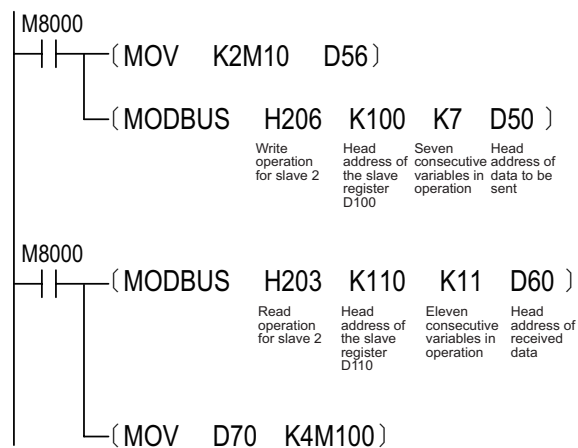 M8000
(MOV K2M10 D56)
(MODBUS H206 K100 K7 D50 )
Write operation for slave 2
Head address of the slave register D100
Seven consecutive variables in operation
Head address of data to be sent
M8000
(MODBUS H203 K110 K11 D60 )
Read operation for slave 2
Head address of the slave register D110
Eleven consecutive variables in operation
Head address of received data
(MOV D70 K4M100)